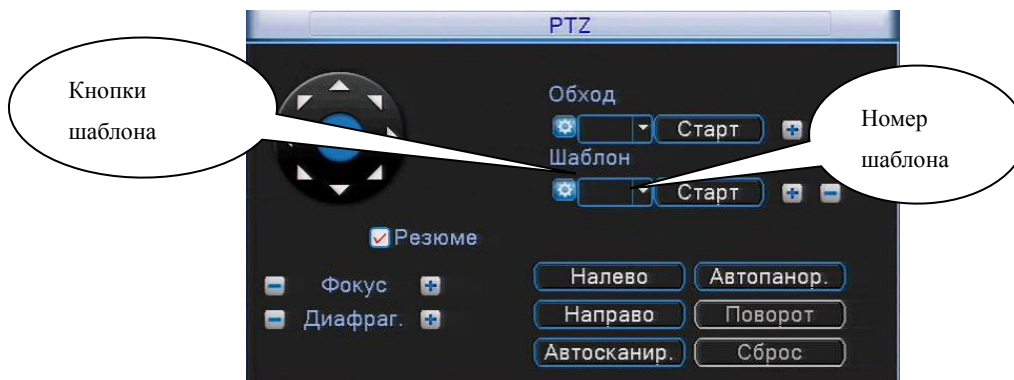 PTZ
Кнопки
шаблона
Обход
Старт
Номер
шаблона
Шаблон
Старт
Резюме
Фокус
Диафраг.
Налево
Автопанор.
Направо
Поворот
Автосканир.
Сброс